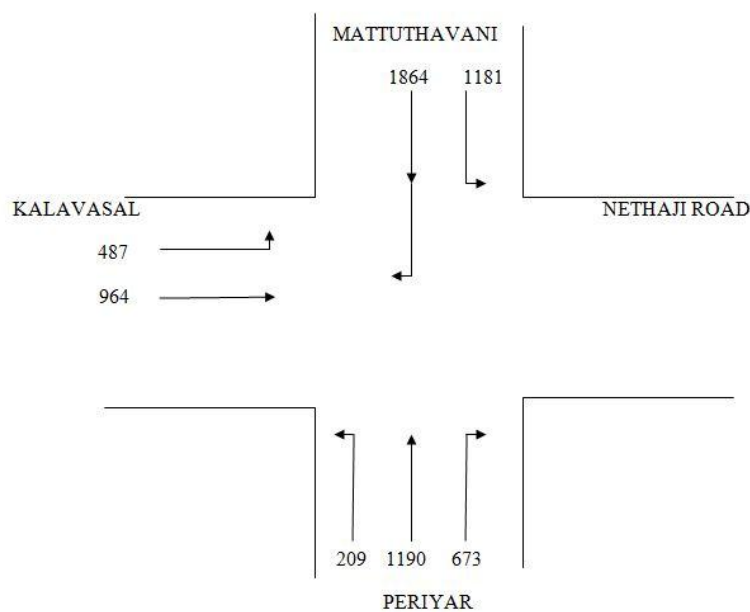 MATTUTHAVANI
1864 1181
KALAVASAL
NETHAJI ROAD
487
964
209 1190 673
PERIYAR